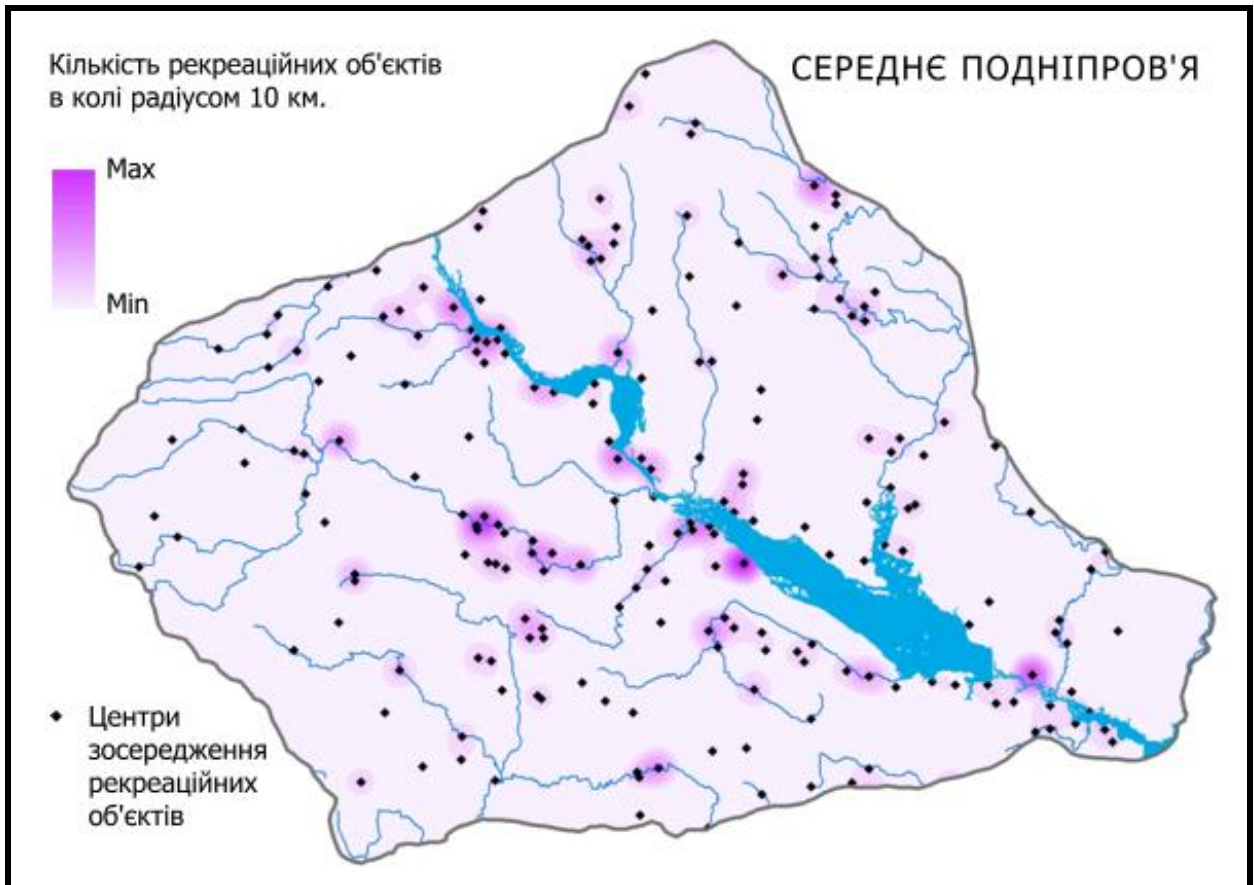 Кількість рекреаційних об'єктів
в колі радіусом 10 км.
СЕРЕДНЄ ПОДНІПРОВ'Я
Max
Min
Центри
зосередження
рекреаційних
об'єктів